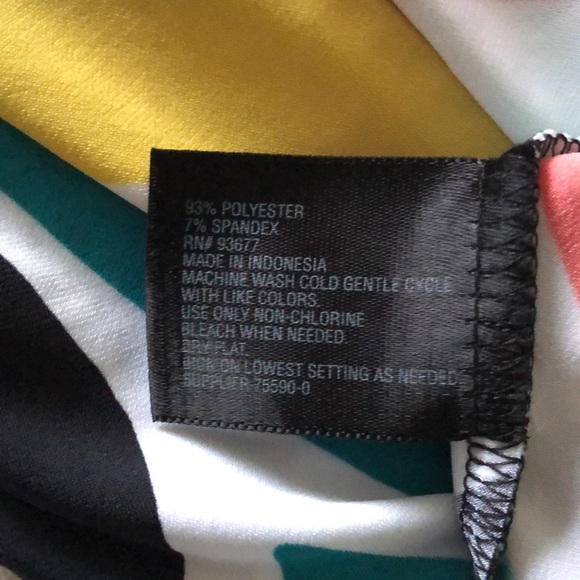 93% POLYESTER
7% SPANDEX
RN# 93677
MADE IN INDONESIA
MACHINE WASH COLD GENTLE CYCLE
WITH LIKE COLORS.
USE ONLY NON-CHLORINE
BLEACH WHEN NEEDED.
DRY FLAT.
IRON ON LOWEST SETTING AS NEEDED.
SUPPLIER-75590-0